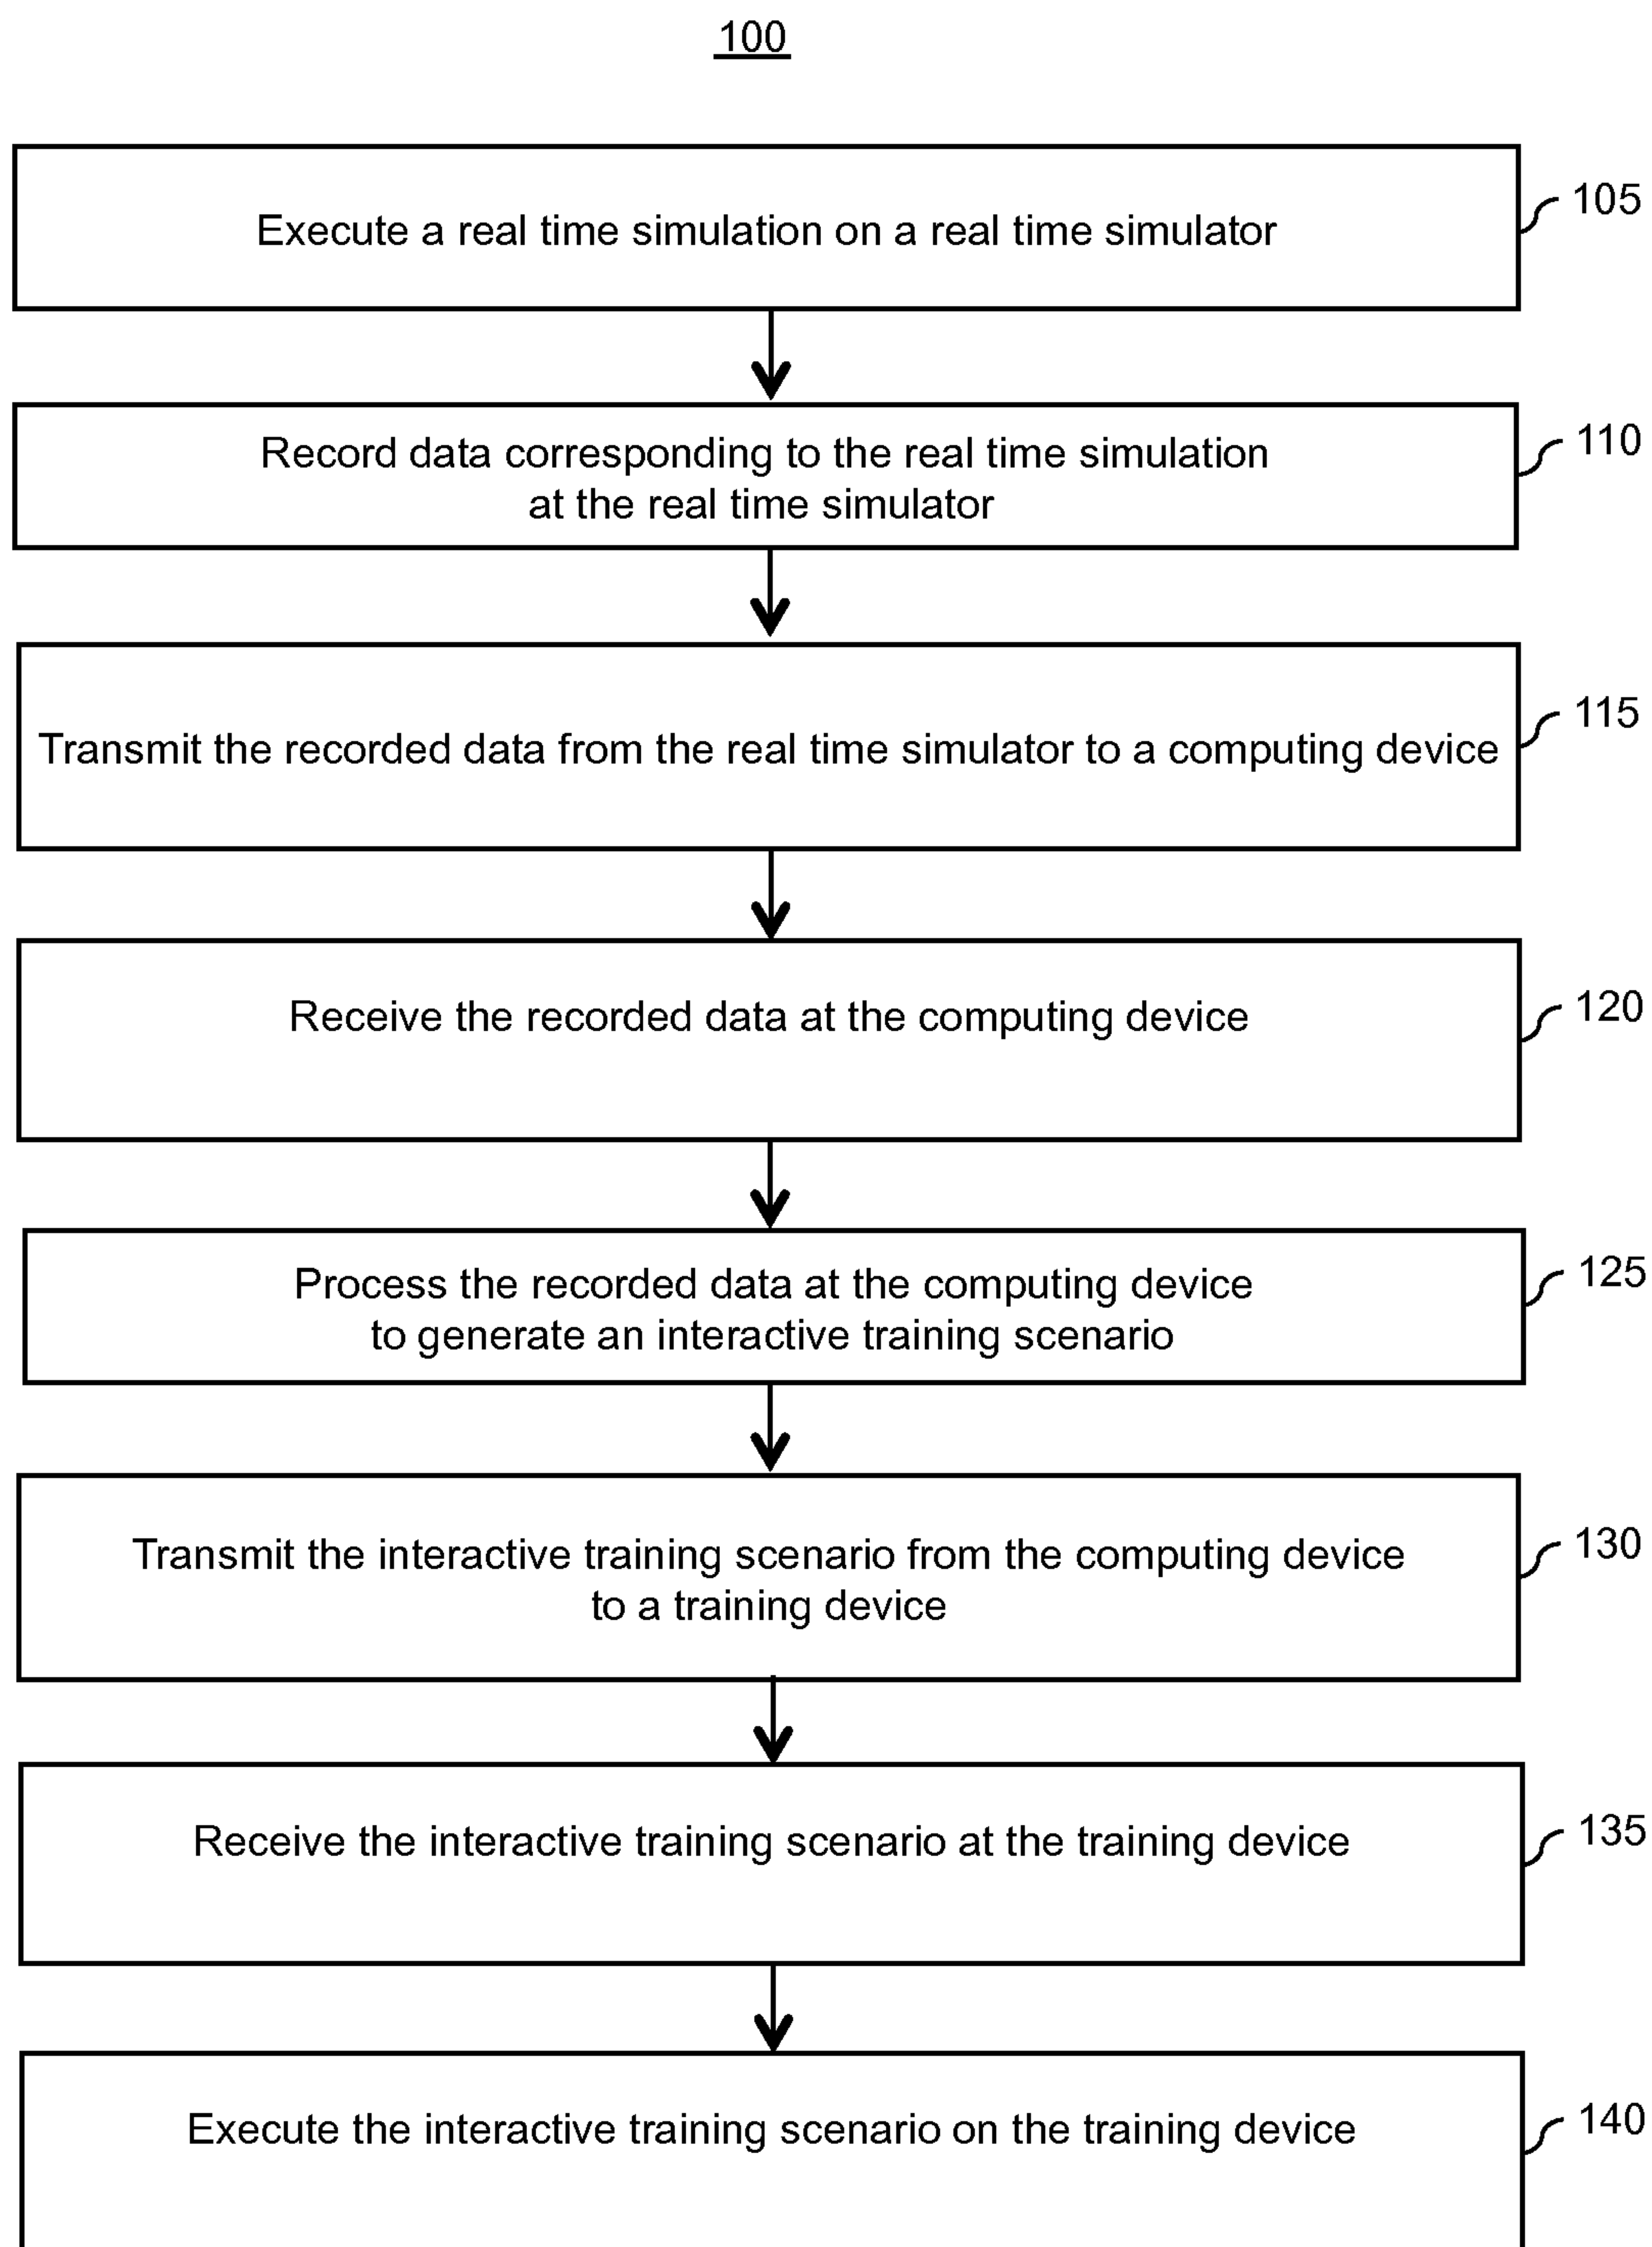 100
Execute a real time simulation on a real time simulator
105
Record data corresponding to the real time simulation
at the real time simulator
110
Transmit the recorded data from the real time simulator to a computing device
115
Receive the recorded data at the computing device
120
Process the recorded data at the computing device
to generate an interactive training scenario
125
Transmit the interactive training scenario from the computing device
to a training device
130
Receive the interactive training scenario at the training device
135
Execute the interactive training scenario on the training device
140